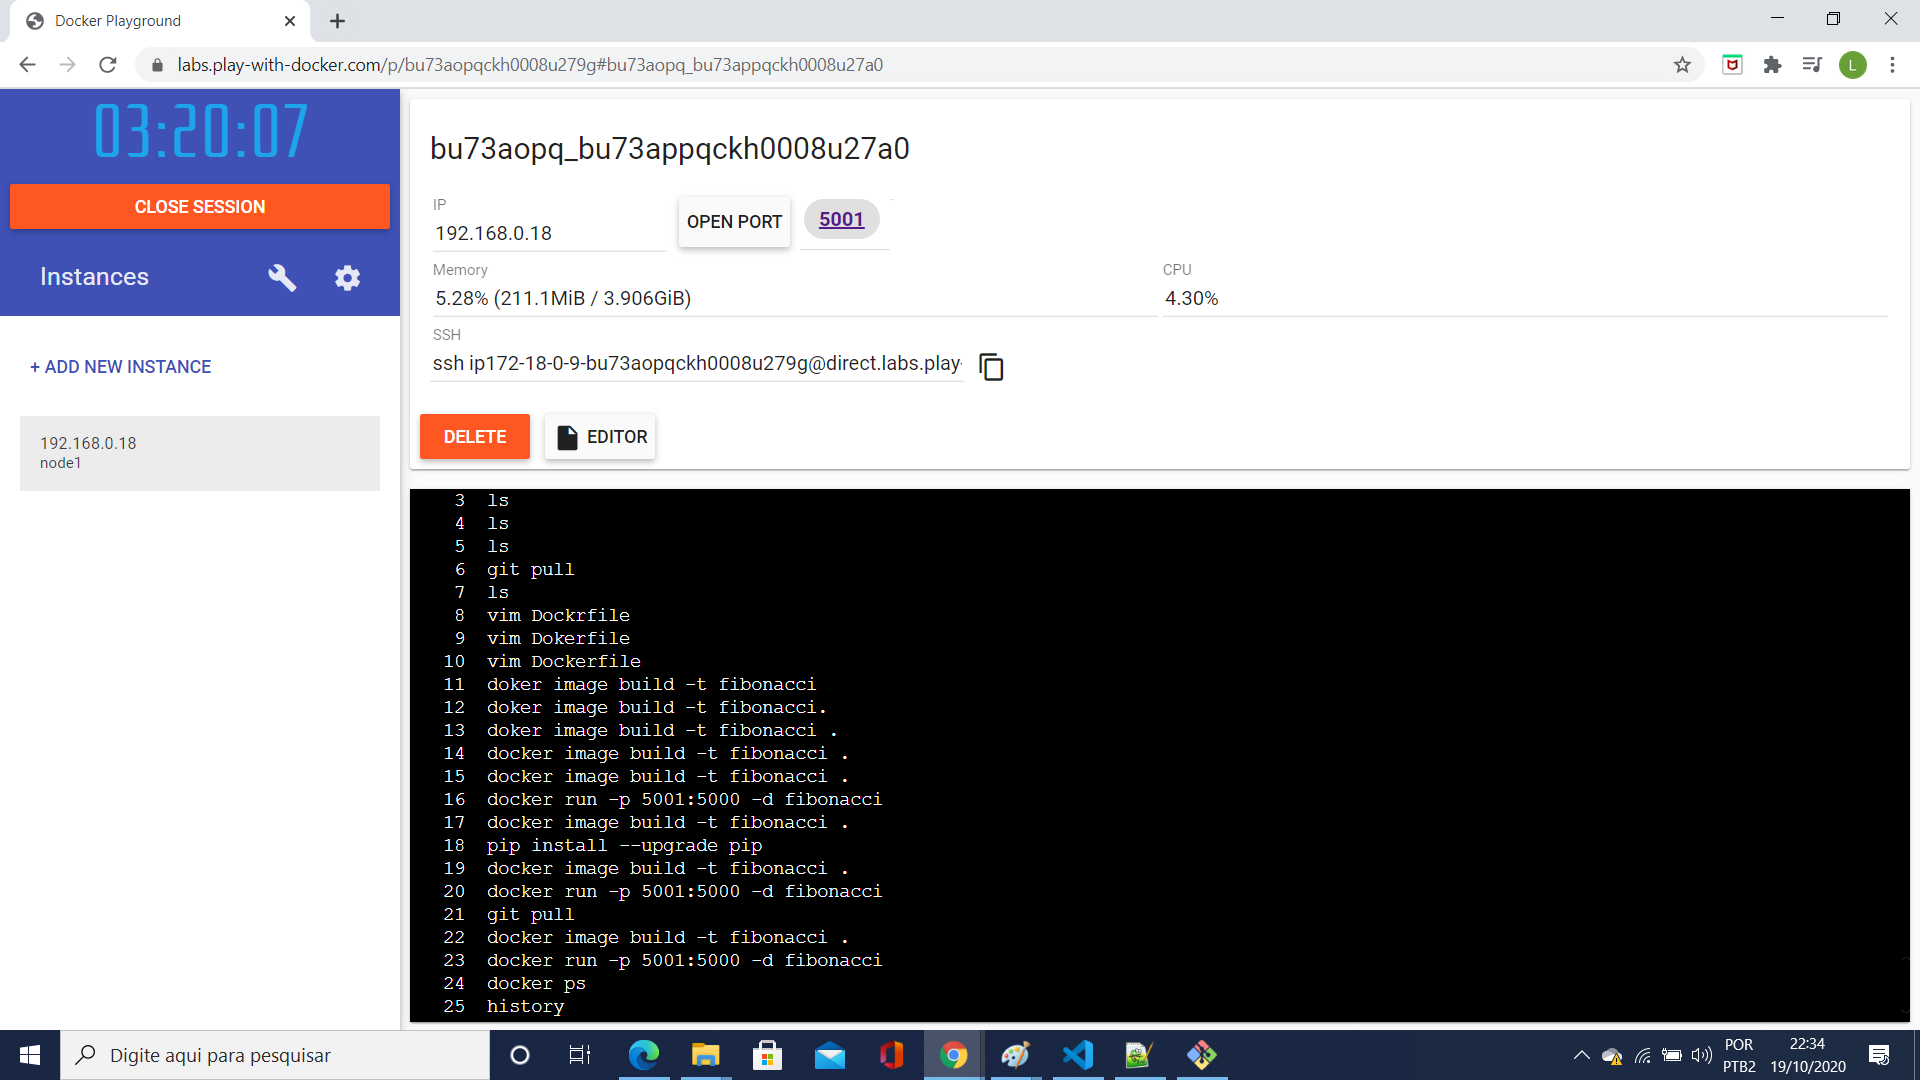 Docker Playground
labs.play-with-docker.com/p/bu73aopqckh0008u279g#bu73aopq_bu73appqckh0008u27a0
L
03:20:07
CLOSE SESSION
Instances
+ ADD NEW INSTANCE
192.168.0.18
node1
bu73aopq_bu73appqckh0008u27a0
IP
192.168.0.18
OPEN PORT
5001
Memory
5.28% (211.1MiB / 3.906GiB)
CPU
4.30%
SSH
ssh ip172-18-0-9-bu73aopqckh0008u279g@direct.labs.play-
DELETE
EDITOR
3 ls
4 ls
5 ls
6 git pull
7 ls
8 vim Dockrfile
9 vim Dokerfile
10 vim Dockerfile
11 doker image build -t fibonacci
12 doker image build -t fibonacci.
13 doker image build -t fibonacci .
14 docker image build -t fibonacci .
15 docker image build -t fibonacci .
16 docker run -p 5001:5000 -d fibonacci
17 docker image build -t fibonacci .
18 pip install --upgrade pip
19 docker image build -t fibonacci .
20 docker run -p 5001:5000 -d fibonacci
21 git pull
22 docker image build -t fibonacci .
23 docker run -p 5001:5000 -d fibonacci
24 docker ps
25 history
Digite aqui para pesquisar
POR
PTB2
22:34
19/10/2020